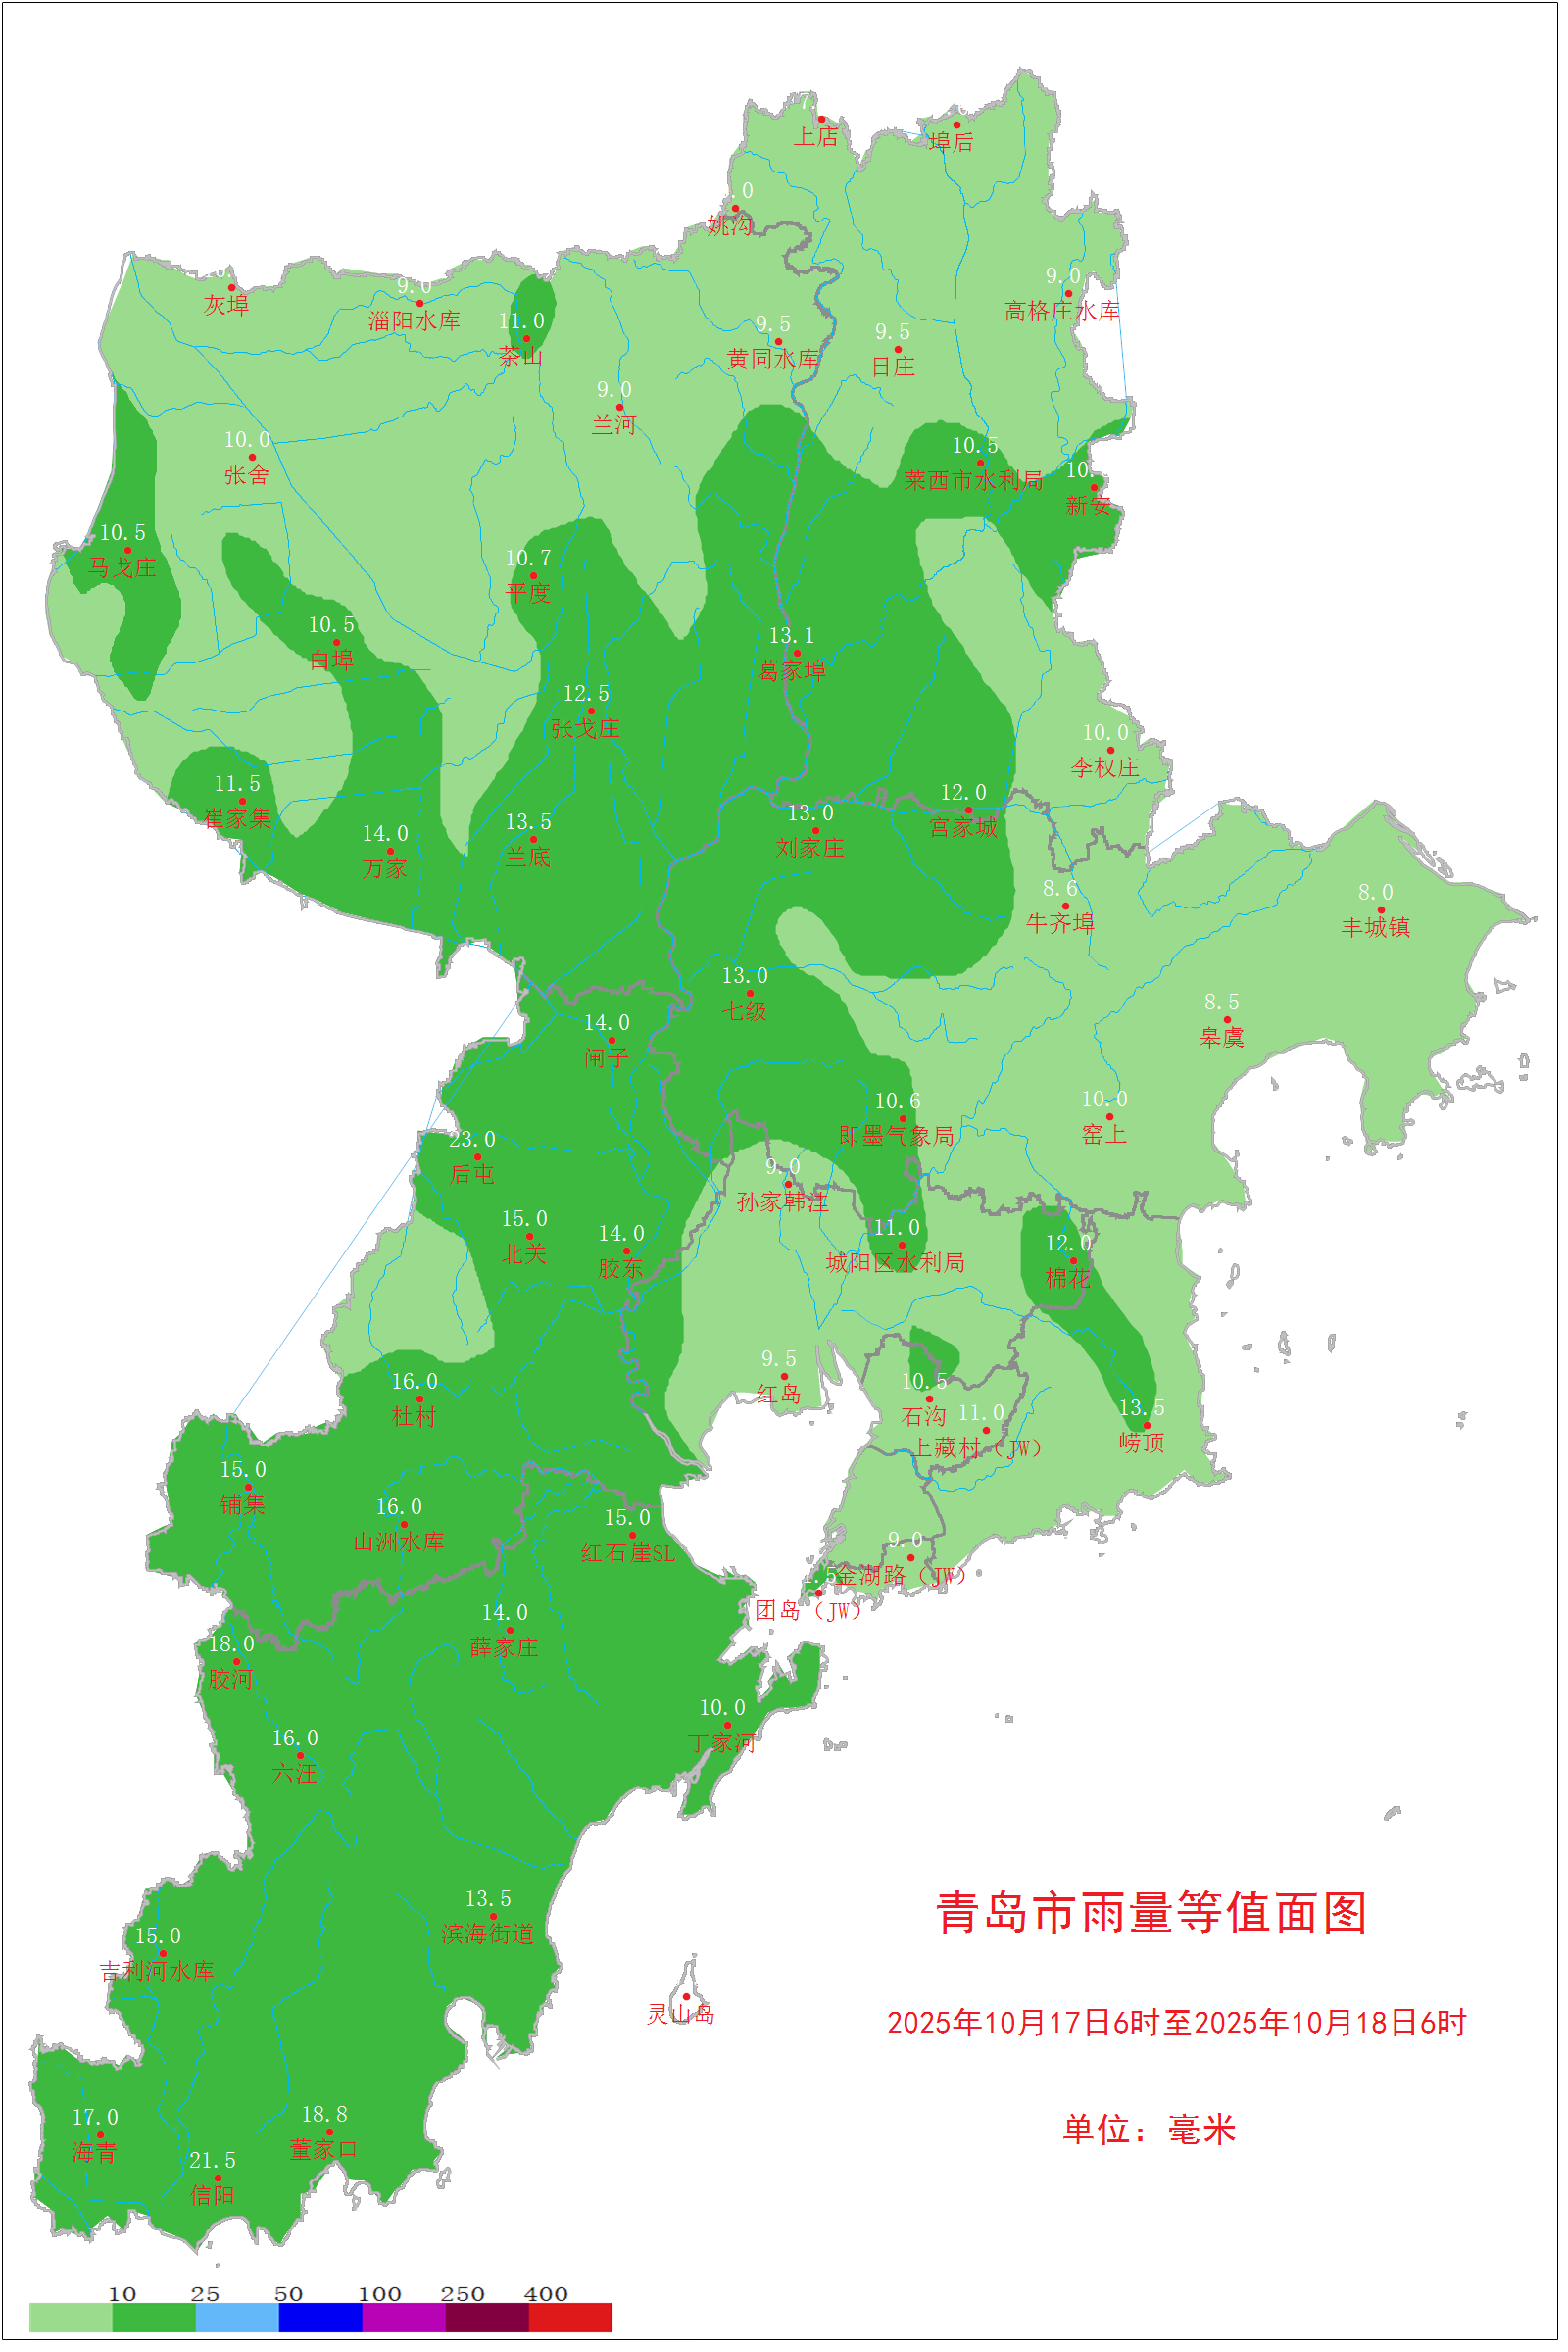 上店
埠后
姚沟
灰埠
9.0
淄阳水库
11.0
茶山
9.5
黄同水库
9.5
日庄
9.0
高格庄水库
9.0
兰河
10.0
张舍
10.5
莱西市水利局
新安
10.5
马戈庄
10.7
平度
10.5
白埠
13.1
葛家埠
12.5
张戈庄
10.0
李权庄
11.5
崔家集
14.0
万家
13.5
兰底
13.0
刘家庄
12.0
宫家城
8.6
牛齐埠
8.0
丰城镇
13.0
七级
8.5
皋虞
14.0
闸子
10.6
即墨气象局
10.0
窑上
23.0
后屯
9.0
孙家韩洼
15.0
北关
14.0
胶东
11.0
城阳区水利局
12.0
棉花
9.5
红岛
16.0
杜村
10.5
石沟
11.0
上藏村（JW）
13.5
崂顶
15.0
铺集
16.0
山洲水库
15.0
红石崖SL
9.0
金湖路（JW）
团岛（JW）
14.0
薛家庄
18.0
胶河
10.0
丁家河
16.0
六汪
13.5
滨海街道
15.0
吉利河水库
灵山岛
17.0
海青
18.8
董家口
21.5
信阳
青岛市雨量等值面图
2025年10月17日6时至2025年10月18日6时
单位：毫米
10 25 50 100 250 400